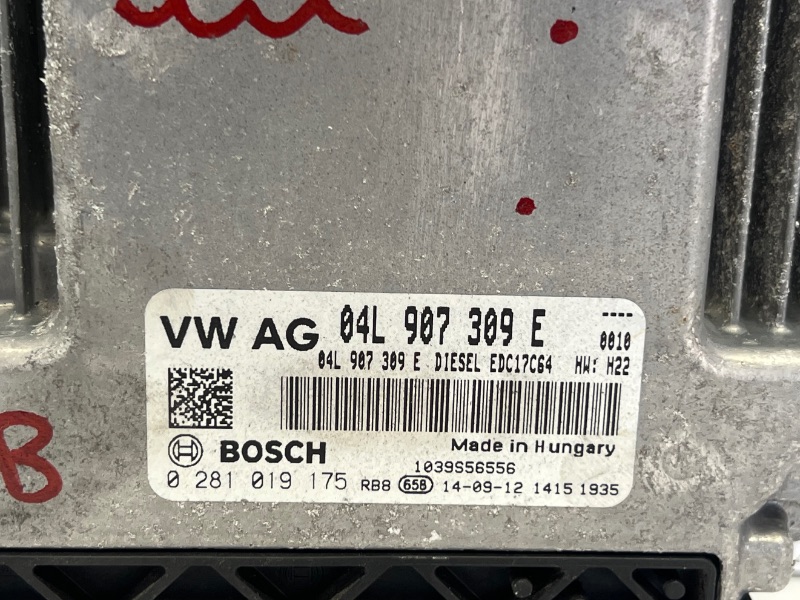 VW AG 04L 907 309 E ----
0010
04L 907 309 E DIESEL EDC17C64 HW: H22
BOSCH Made in Hungary
1039S56556
0 281 019 175 RB8 658 14-09-12 1415 1935
B